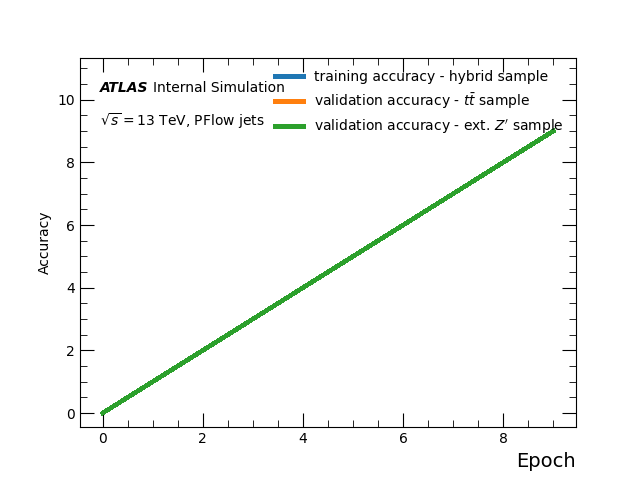 ATLAS Internal Simulation
√s = 13 TeV, PFlow jets
training accuracy - hybrid sample
validation accuracy - tt̄ sample
validation accuracy - ext. Z′ sample
Accuracy
10
8
6
4
2
0
0 2 4 6 8
Epoch